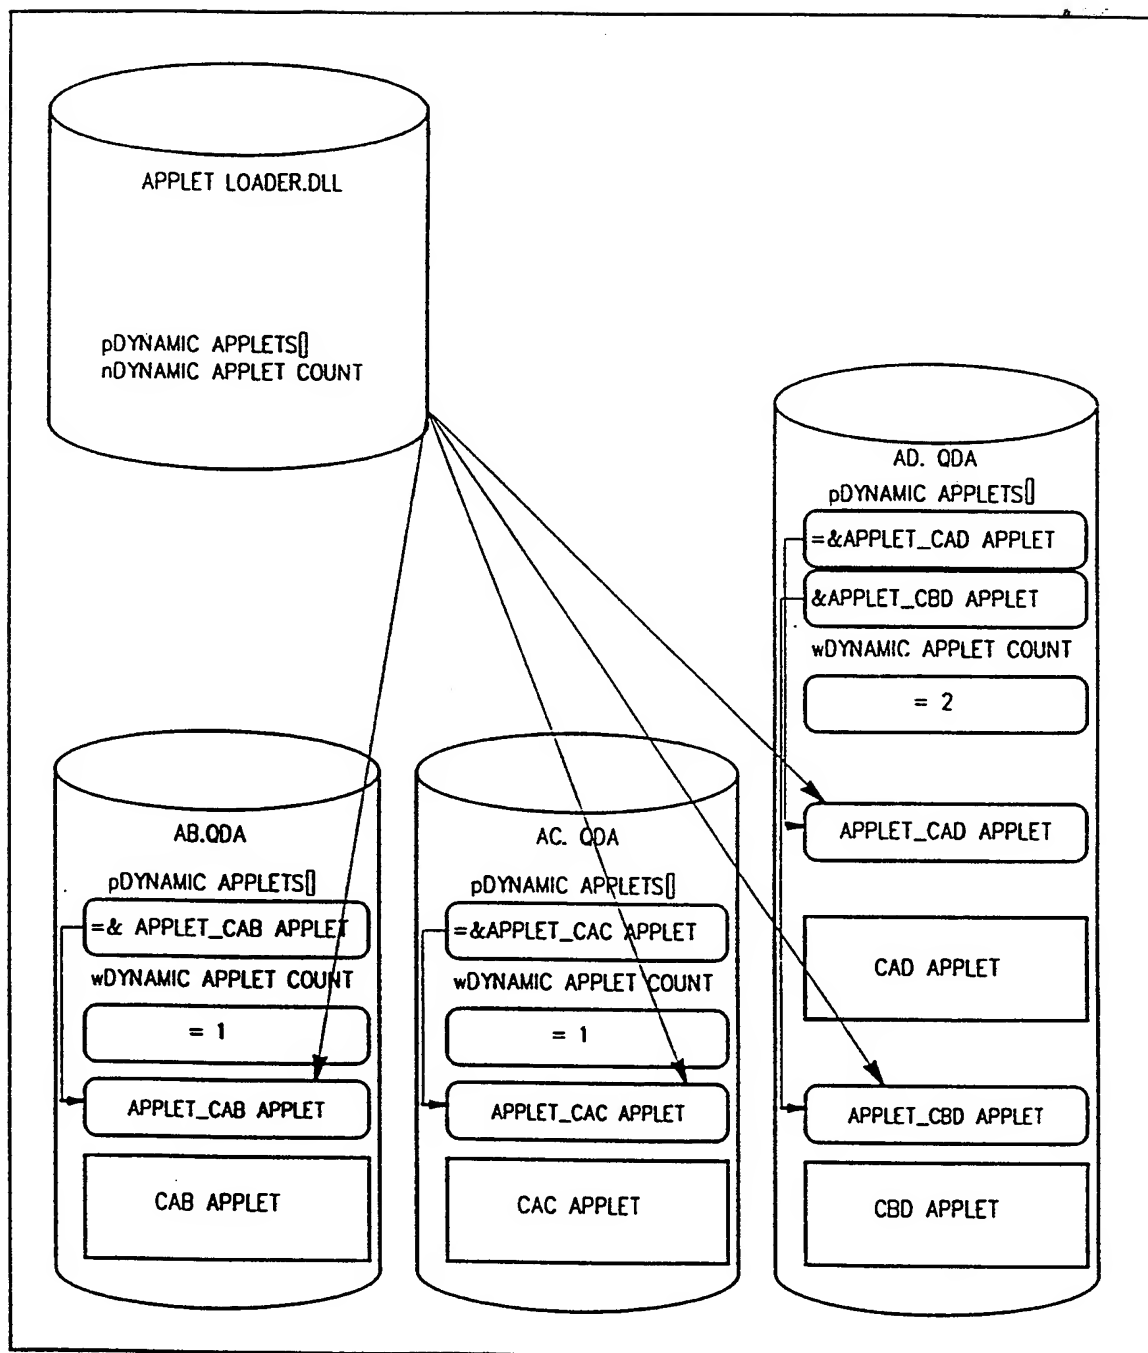 APPLET LOADER.DLL
pDYNAMIC APPLETS[]
nDYNAMIC APPLET COUNT
AB.QDA
pDYNAMIC APPLETS[]
=& APPLET_CAB APPLET
wDYNAMIC APPLET COUNT
= 1
APPLET_CAB APPLET
CAB APPLET
AC. QDA
pDYNAMIC APPLETS[]
=&APPLET_CAC APPLET
wDYNAMIC APPLET COUNT
= 1
APPLET_CAC APPLET
CAC APPLET
AD. QDA
pDYNAMIC APPLETS[]
=&APPLET_CAD APPLET
&APPLET_CBD APPLET
wDYNAMIC APPLET COUNT
= 2
APPLET_CAD APPLET
CAD APPLET
APPLET_CBD APPLET
CBD APPLET